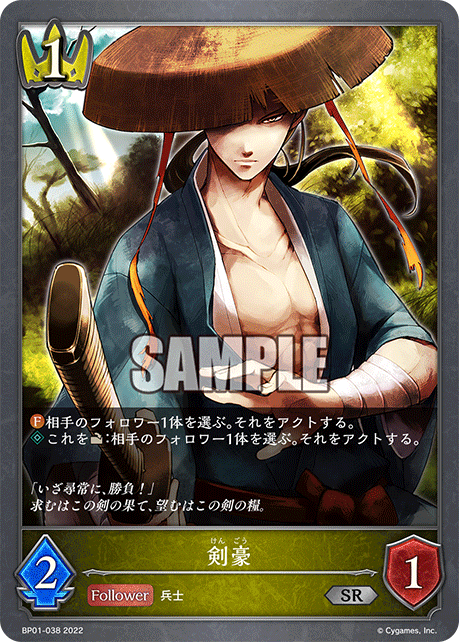 1
SAMPLE
F 相手のフォロワー1体を選ぶ。それをアクトする。
これを:相手のフォロワー1体を選ぶ。それをアクトする。
「いざ尋常に、勝負!」
求むはこの剣の果て、望むはこの剣の糧。
けん ごう
剣豪
2
Follower 兵士
SR
1
BP01-038 2022
© Cygames, Inc.